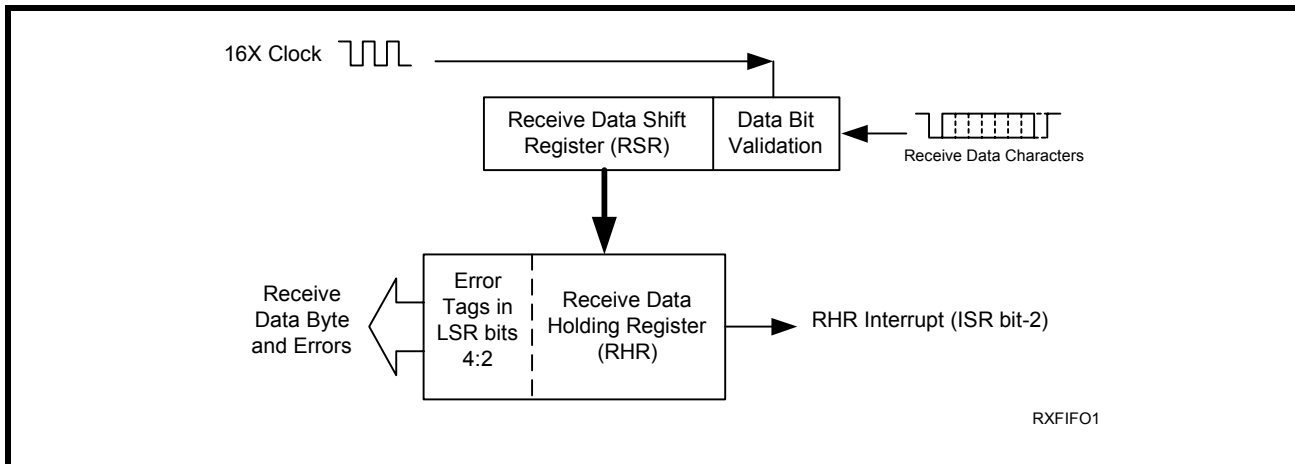 16X Clock
Receive Data Shift
Register (RSR)
Data Bit
Validation
Receive Data Characters
Receive
Data Byte
and Errors
Error
Tags in
LSR bits
4:2
Receive Data
Holding Register
(RHR)
RHR Interrupt (ISR bit-2)
RXFIFO1